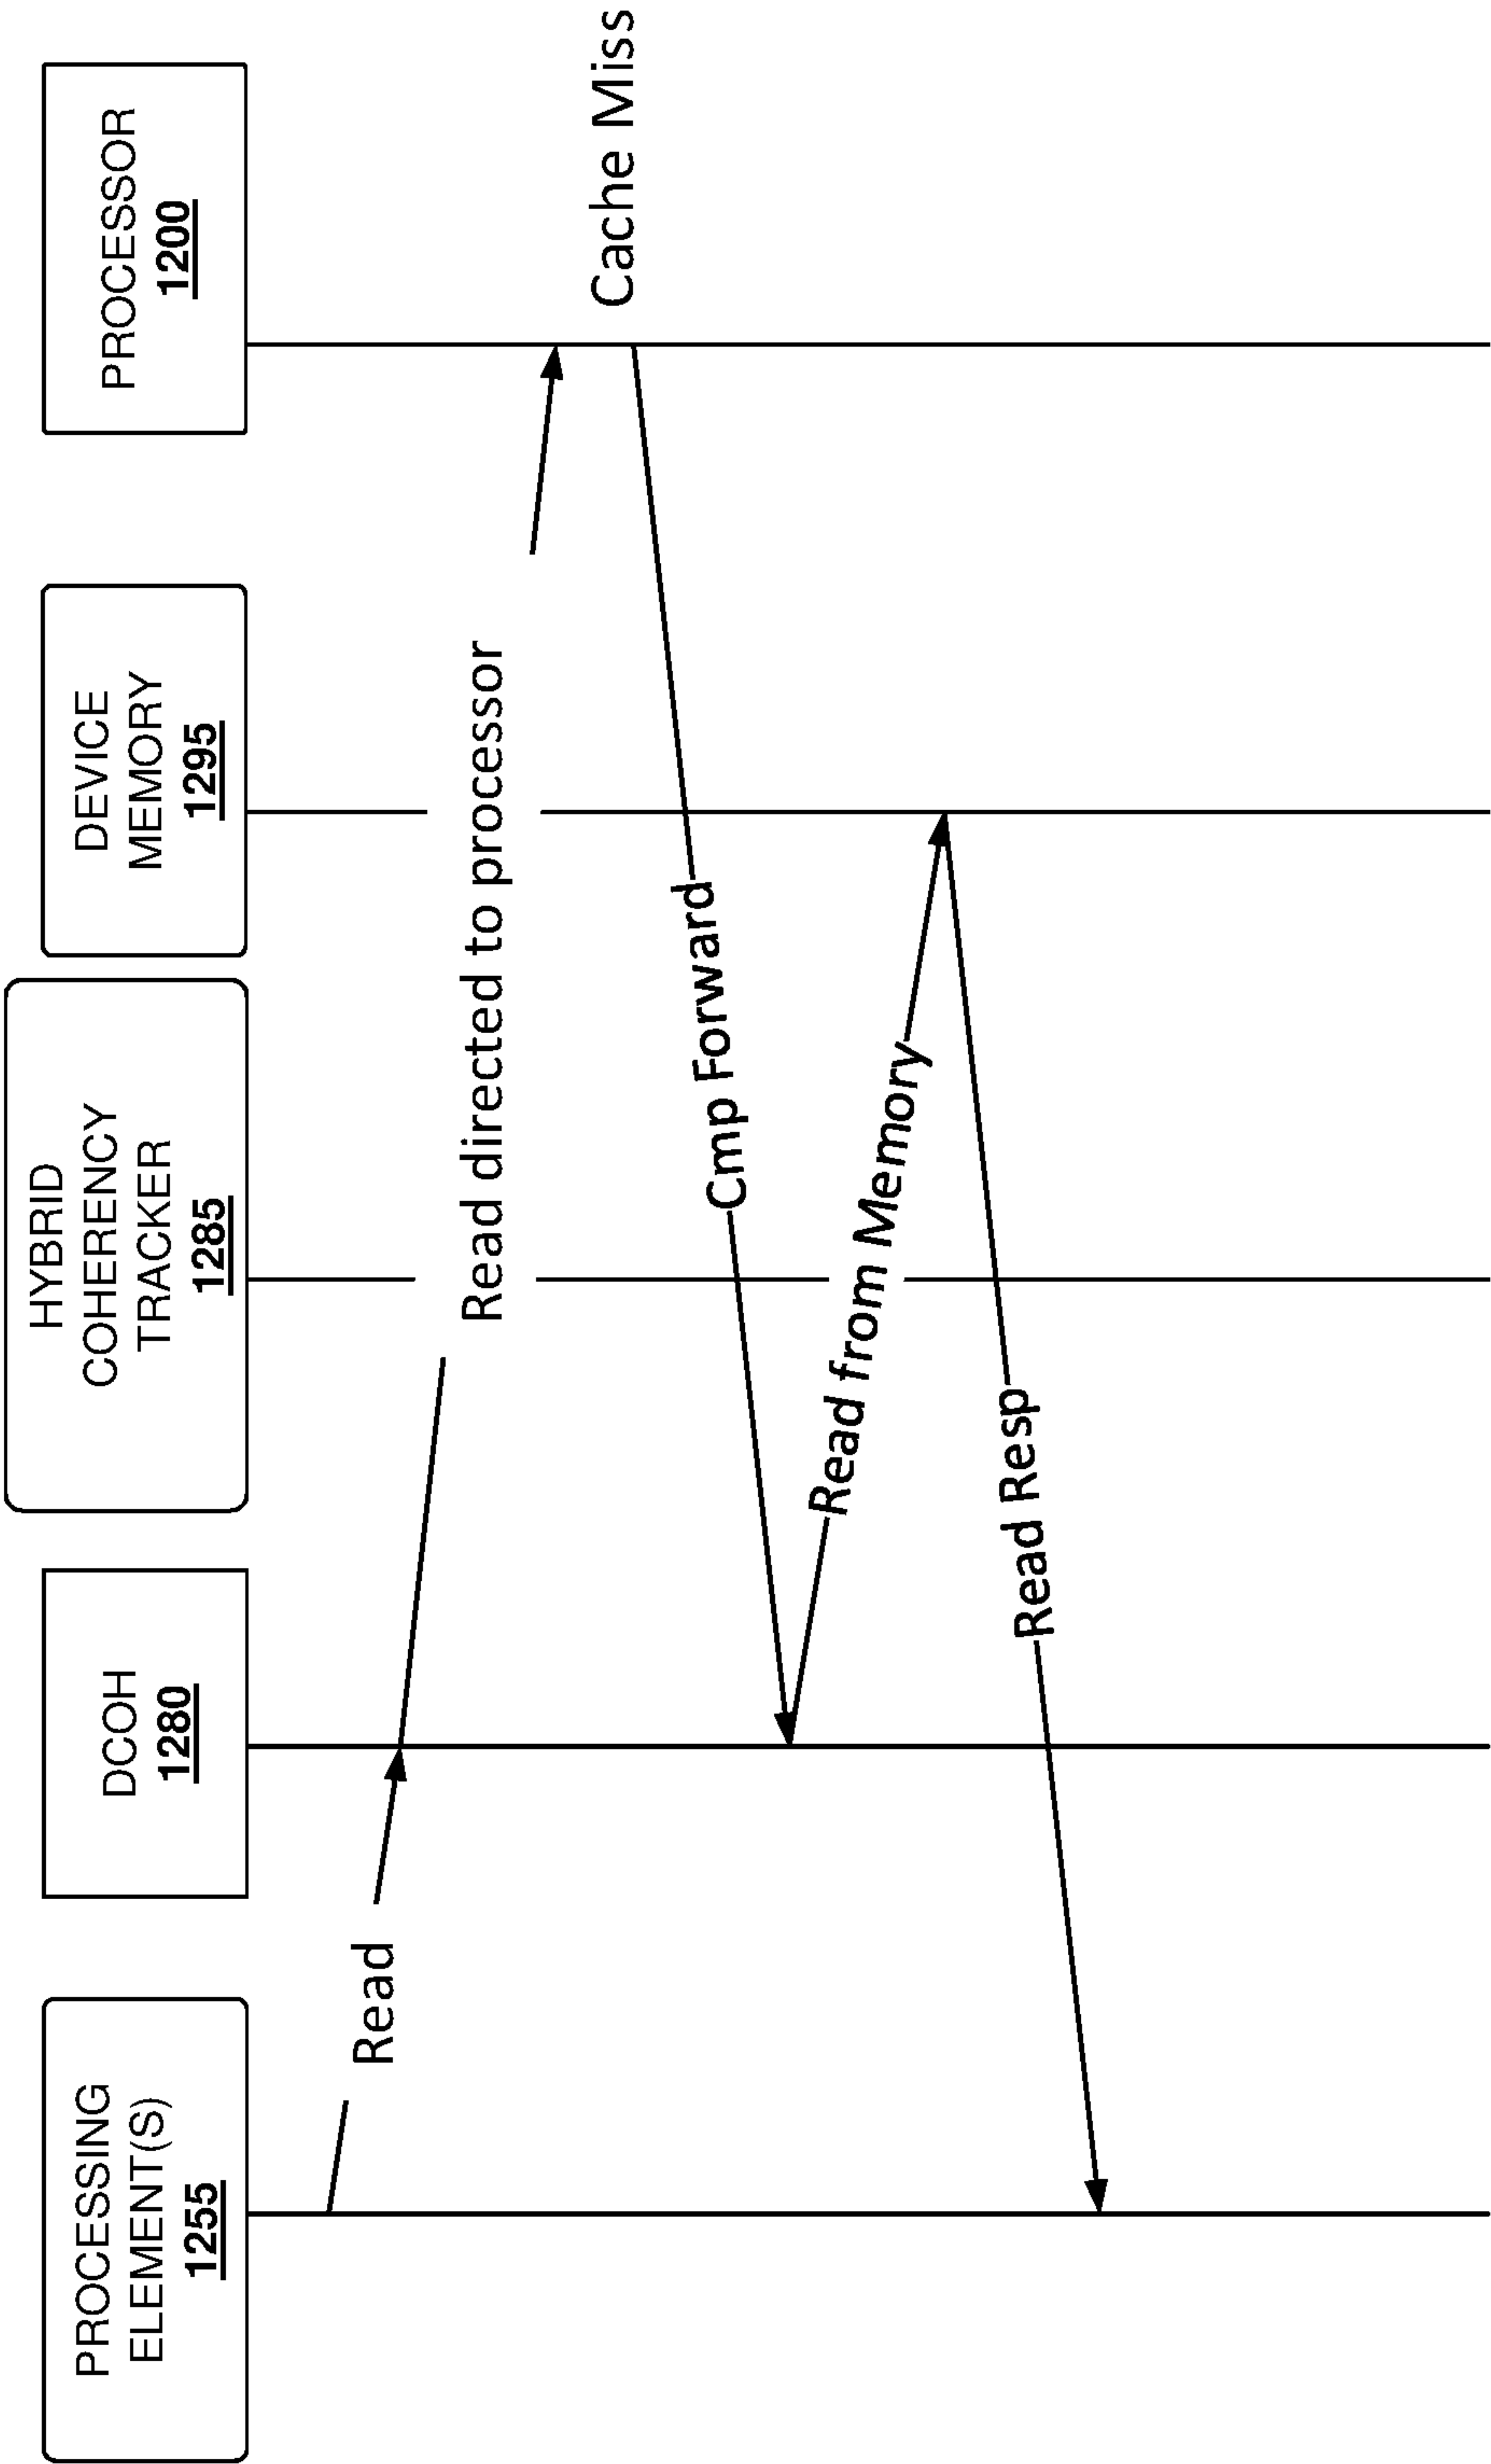 PROCESSING
ELEMENT(S)
1255
DCOH
1280
HYBRID
COHERENCY
TRACKER
1285
DEVICE
MEMORY
1295
PROCESSOR
1200
Read
Read directed to processor
Cache Miss
Cmp Forward
Read from Memory
Read Resp